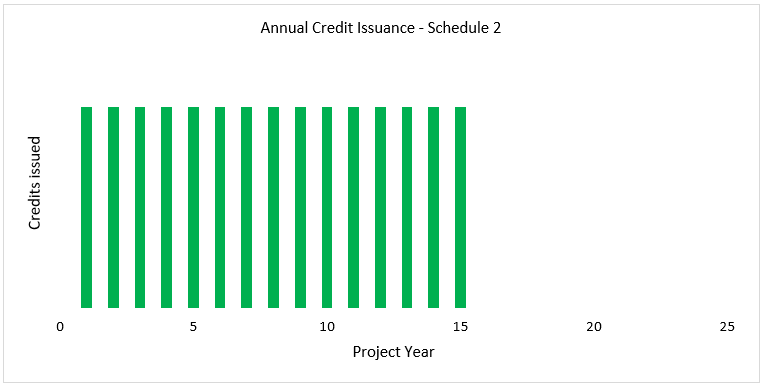 Annual Credit Issuance - Schedule 2
Credits issued
0 5 10 15 20 25
Project Year